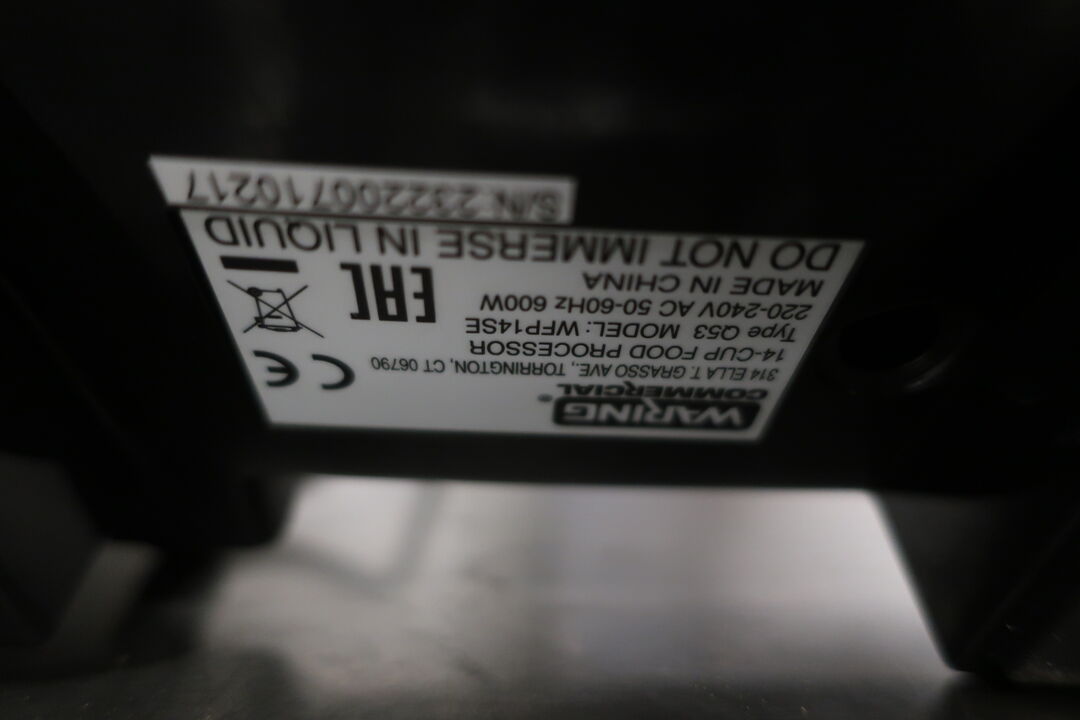 WARING
COMMERCIAL®
314 ELLA T. GRASSO AVE., TORRINGTON, CT 06790
14-CUP FOOD PROCESSOR
Type Q53 MODEL: WFP14SE
220-240V AC 50-60Hz 600W
MADE IN CHINA
CE
EAC
DO NOT IMMERSE IN LIQUID
S/N: 232200710217